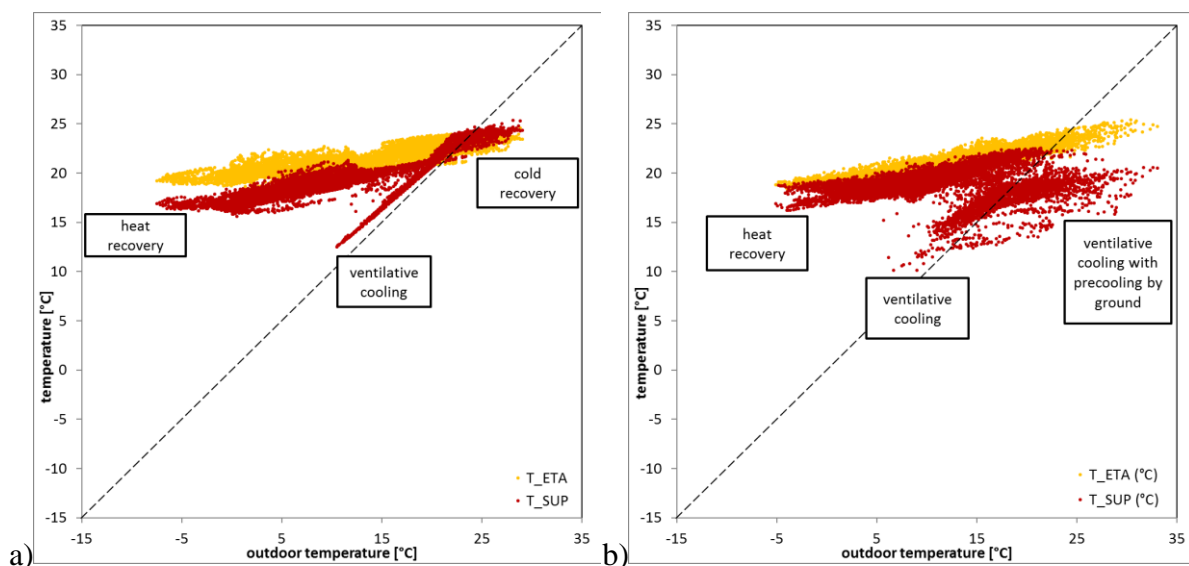 35
30
25
20
15
10
5
0
-5
-10
-15
temperature [°C]
heat
recovery
ventilative
cooling
cold
recovery
T_ETA
T_SUP
-15 -5 5 15 25 35
outdoor temperature [°C]
a)
35
30
25
20
15
10
5
0
-5
-10
-15
temperature [°C]
heat
recovery
ventilative
cooling
ventilative
cooling with
precooling by
ground
T_ETA (°C)
T_SUP (°C)
-15 -5 5 15 25 35
outdoor temperature [°C]
b)